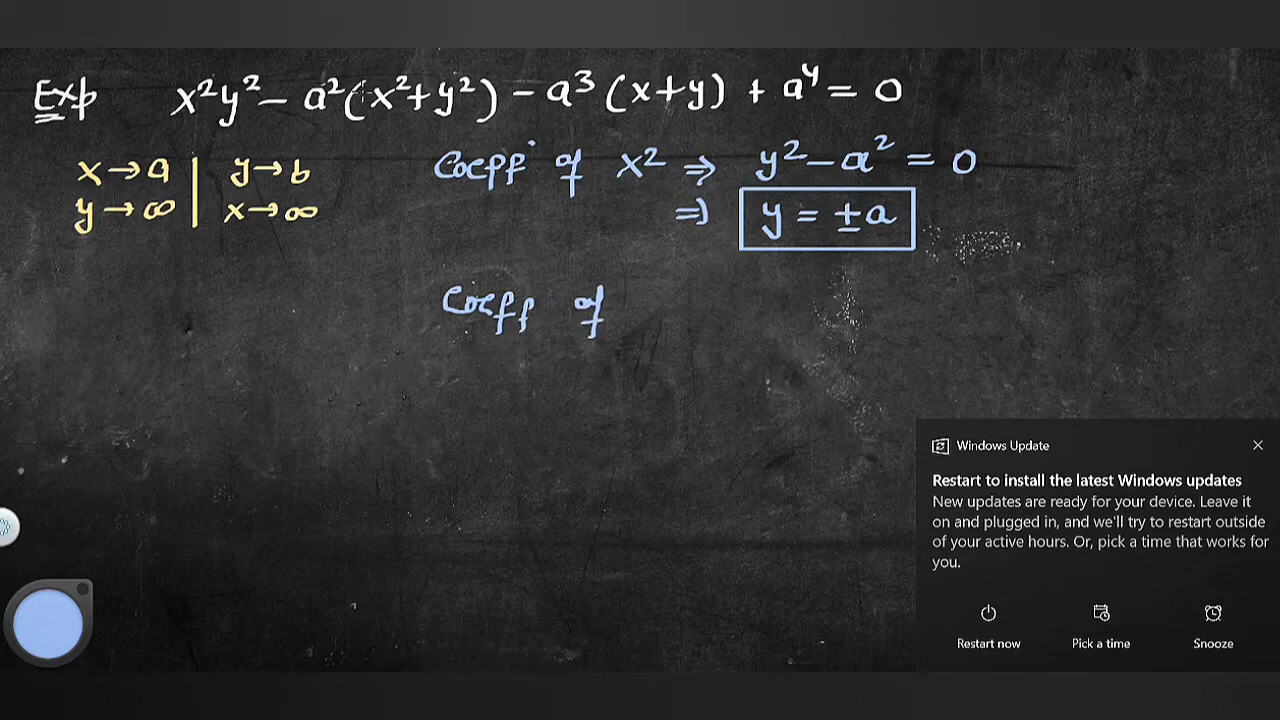 Exp x²y² - a²(x²+y²) - a³(x+y) + a⁴ = 0
x→a | y→b
y→∞ | x→∞
Coeff of x² ⇒ y² - a² = 0
⇒ y = ±a
Coeff of
Windows Update
Restart to install the latest Windows updates
New updates are ready for your device. Leave it
on and plugged in, and we'll try to restart outside
of your active hours. Or, pick a time that works for
you.
Restart now Pick a time Snooze